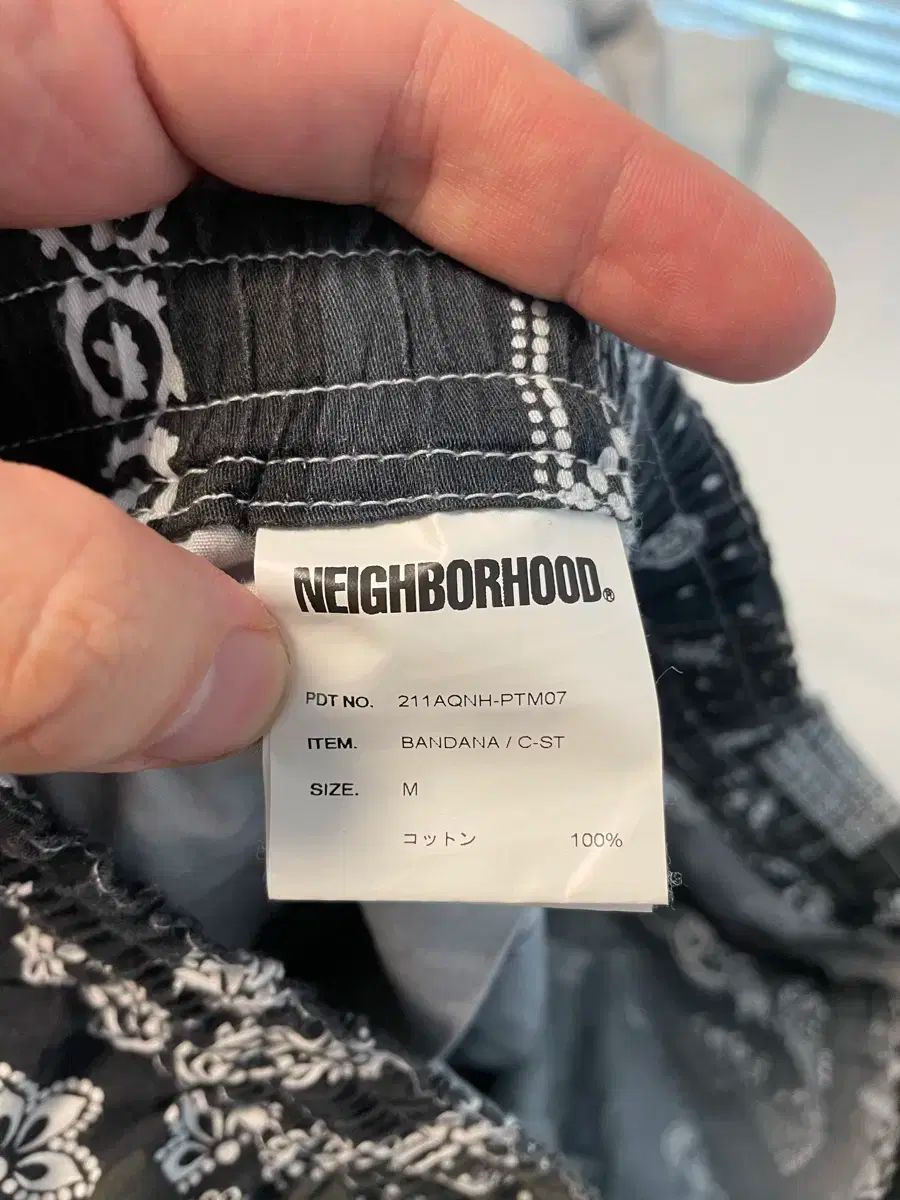 NEIGHBORHOOD®
PDT NO. 211AQNH-PTM07
ITEM. BANDANA / C-ST
SIZE. M
コットン 100%